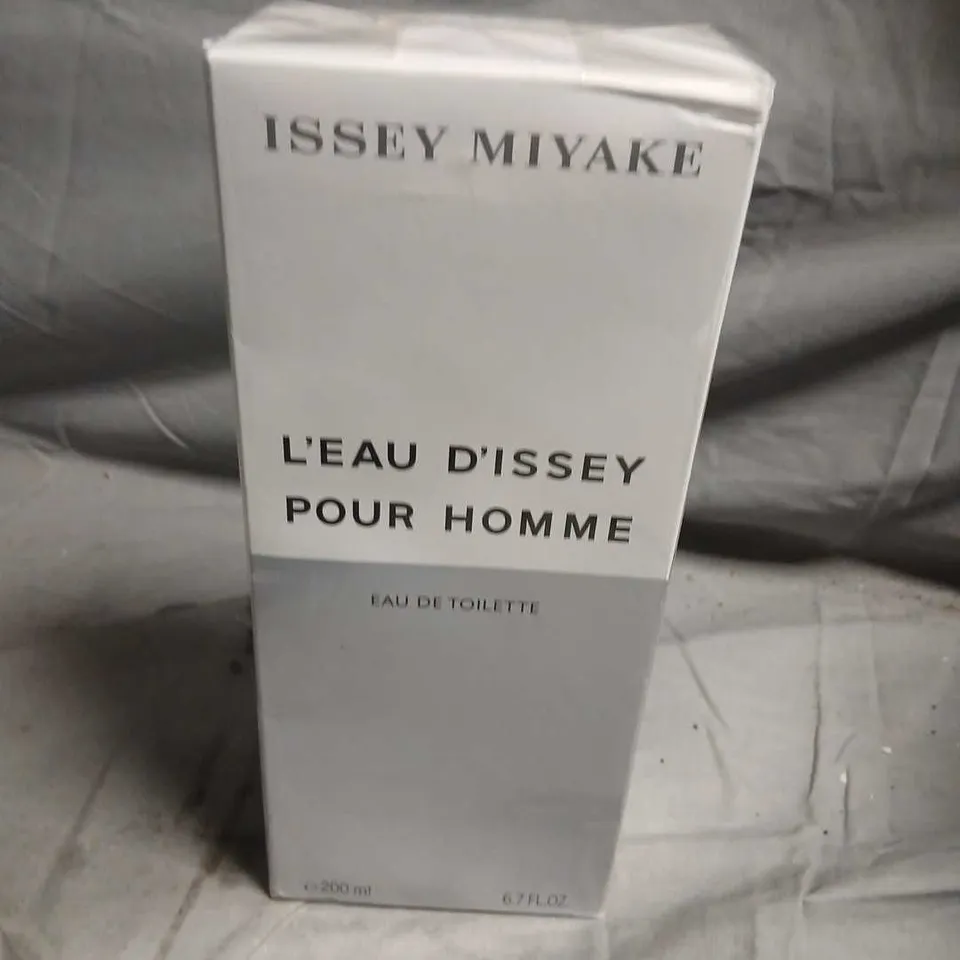 ISSEY MIYAKE
L'EAU D'ISSEY
POUR HOMME
EAU DE TOILETTE
℮200 ml 6.7 FL.OZ.